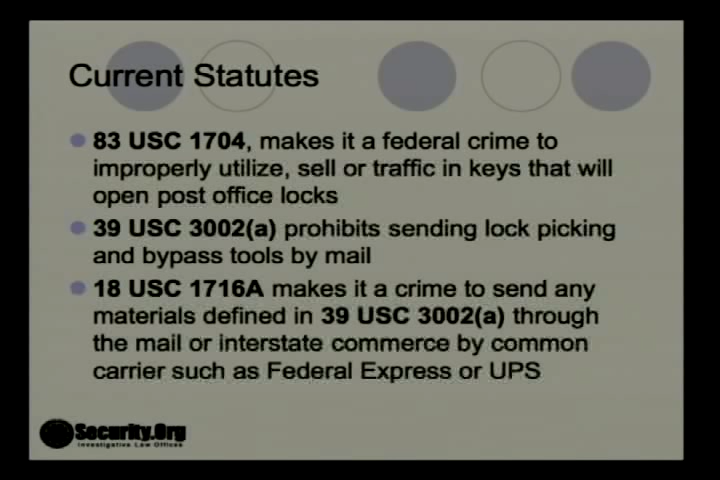 Current Statutes
83 USC 1704, makes it a federal crime to
improperly utilize, sell or traffic in keys that will
open post office locks
39 USC 3002(a) prohibits sending lock picking
and bypass tools by mail
18 USC 1716A makes it a crime to send any
materials defined in 39 USC 3002(a) through
the mail or interstate commerce by common
carrier such as Federal Express or UPS
Security.Org
Investigative Law Offices